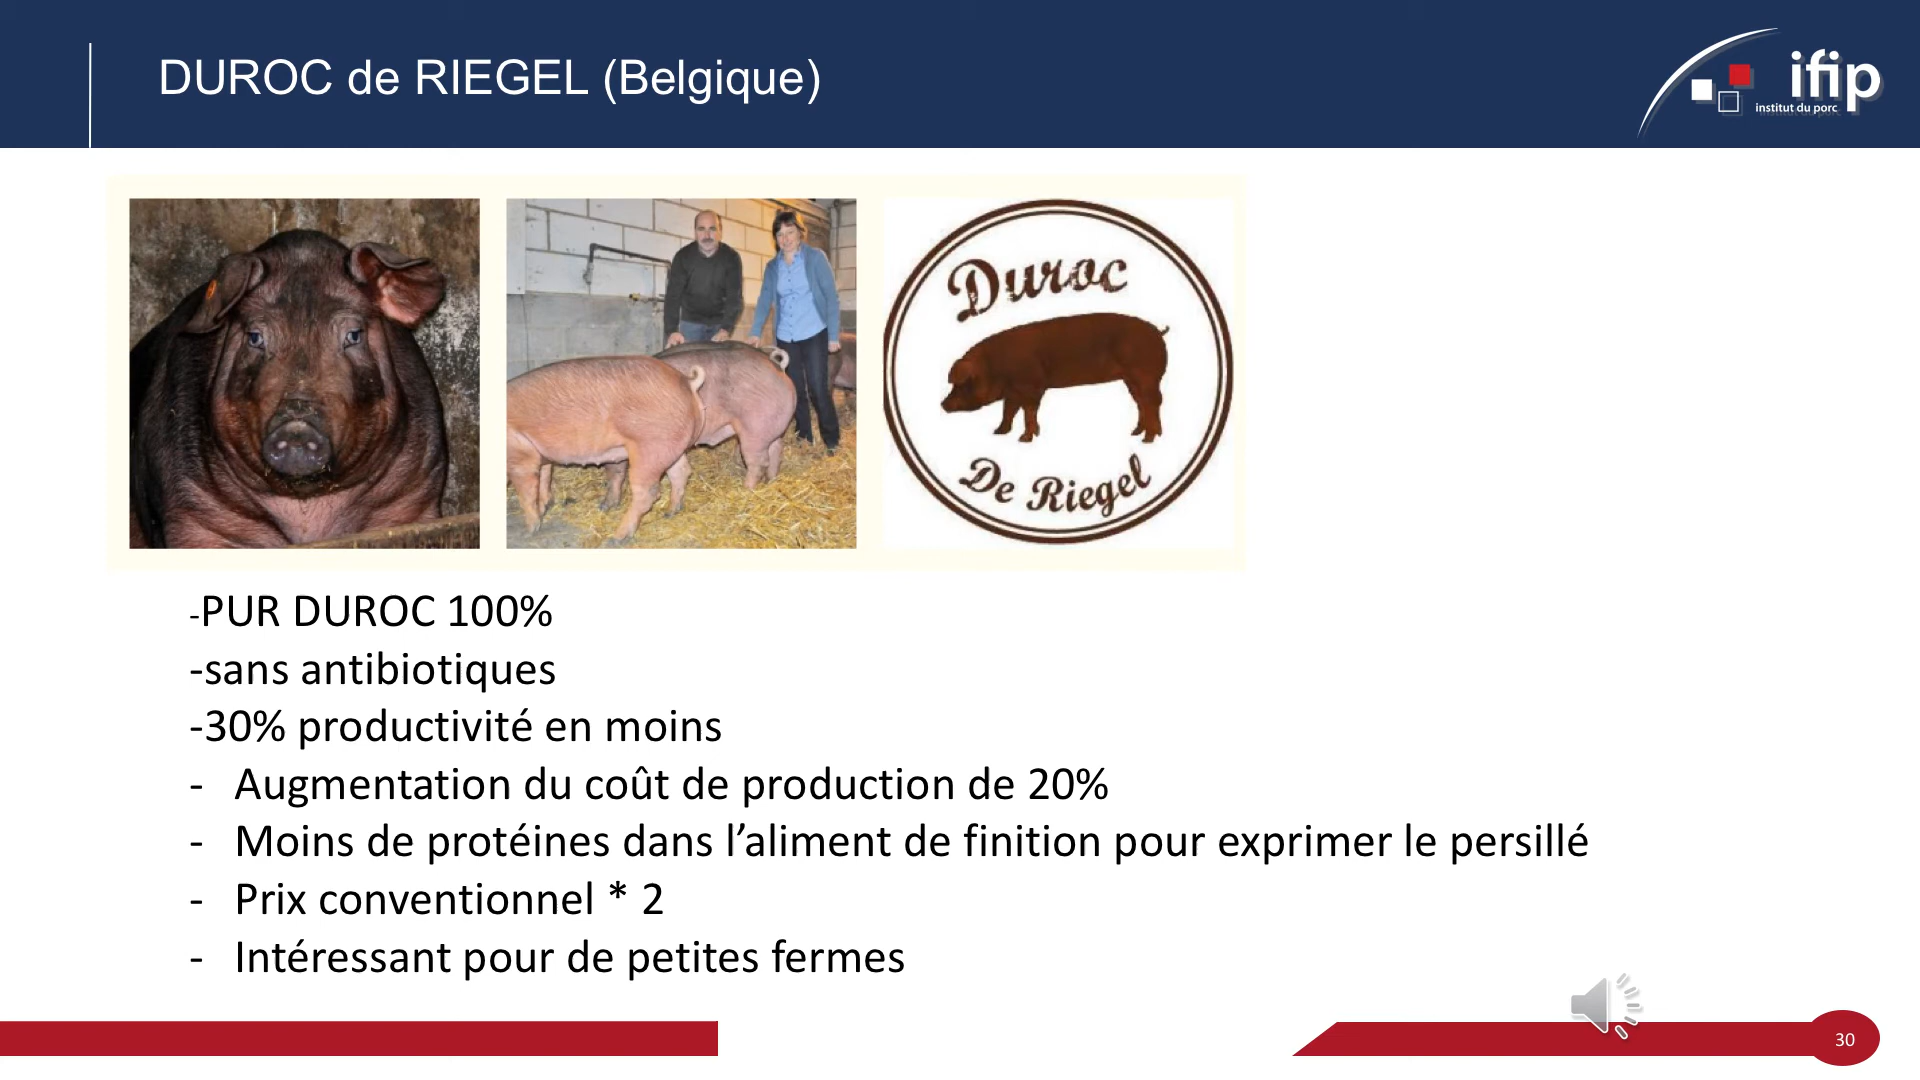 DUROC de RIEGEL (Belgique)
ifip
institut du porc
Duroc
De Riegel
-PUR DUROC 100%
-sans antibiotiques
-30% productivité en moins
- Augmentation du coût de production de 20%
- Moins de protéines dans l’aliment de finition pour exprimer le persillé
- Prix conventionnel * 2
- Intéressant pour de petites fermes
30